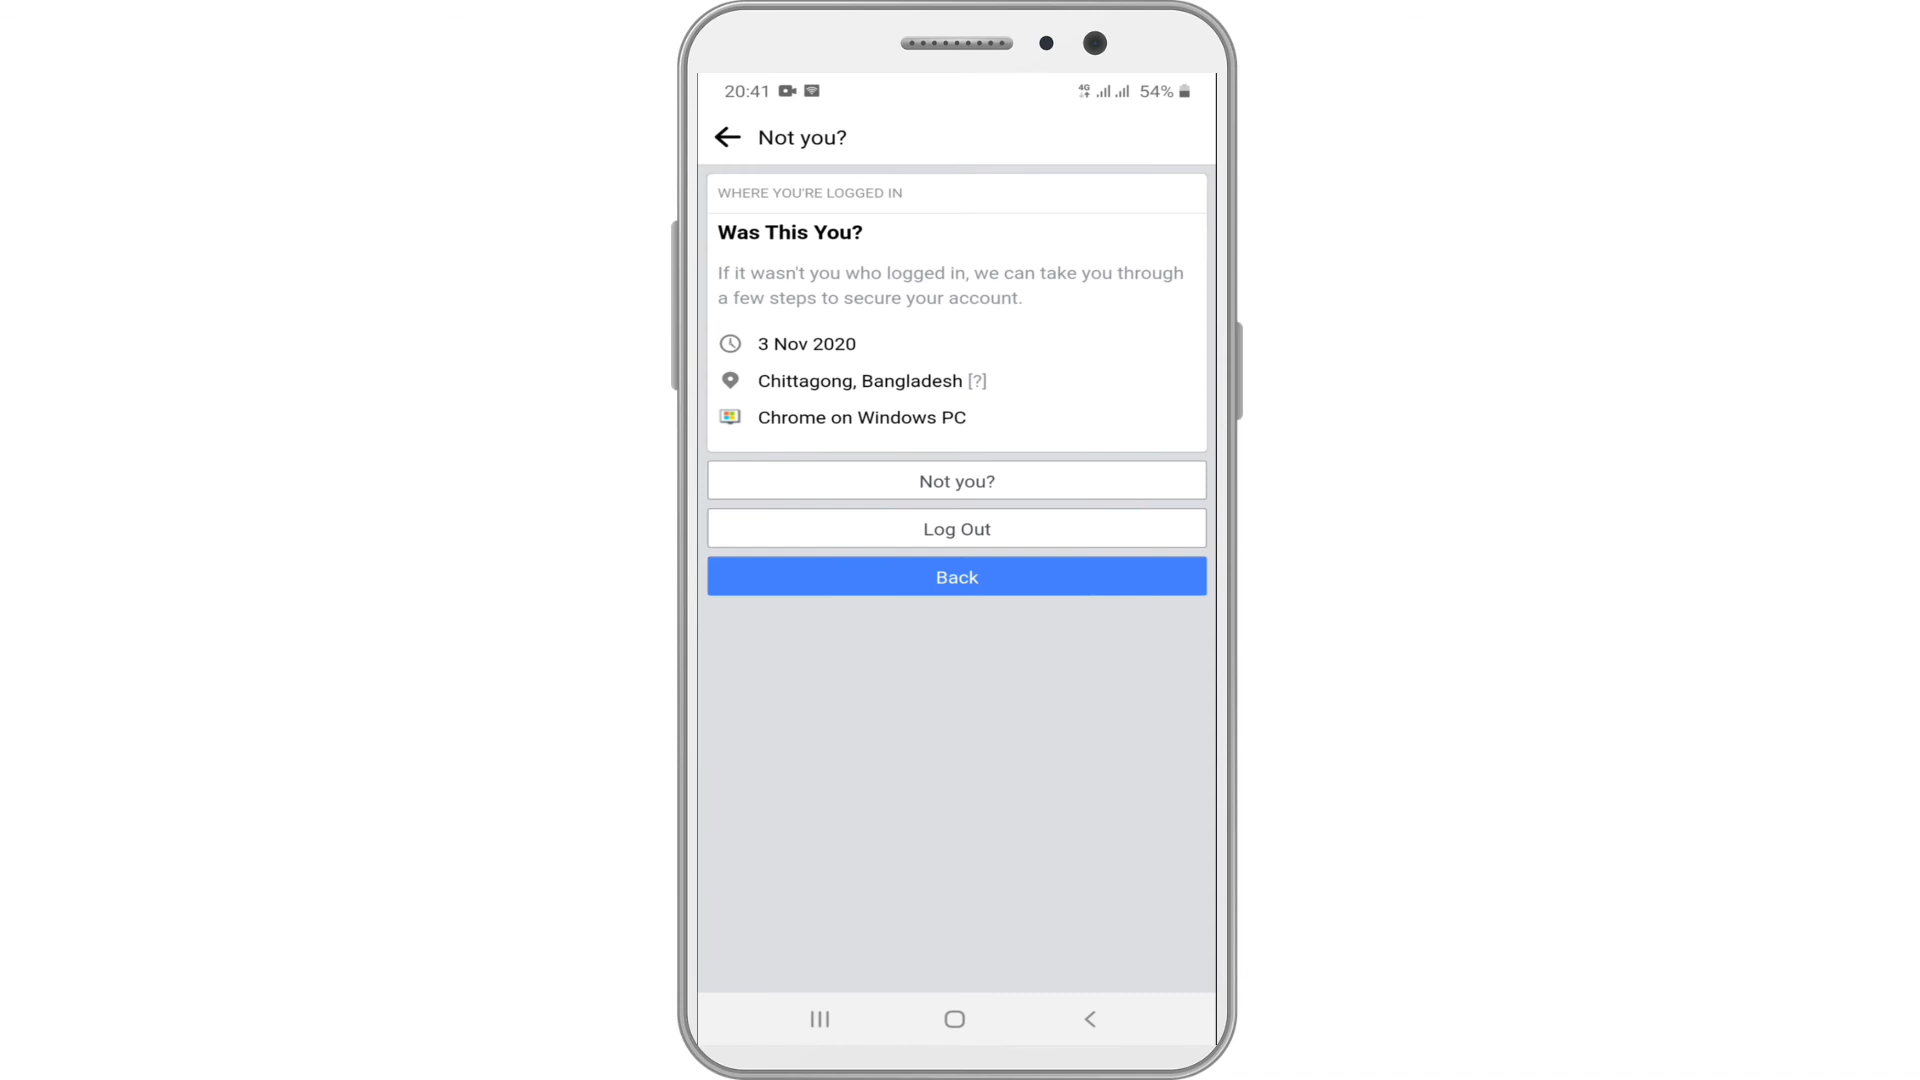 20:41 4G 54%
Not you?
WHERE YOU'RE LOGGED IN
Was This You?
If it wasn't you who logged in, we can take you through
a few steps to secure your account.
3 Nov 2020
Chittagong, Bangladesh [?]
Chrome on Windows PC
Not you?
Log Out
Back